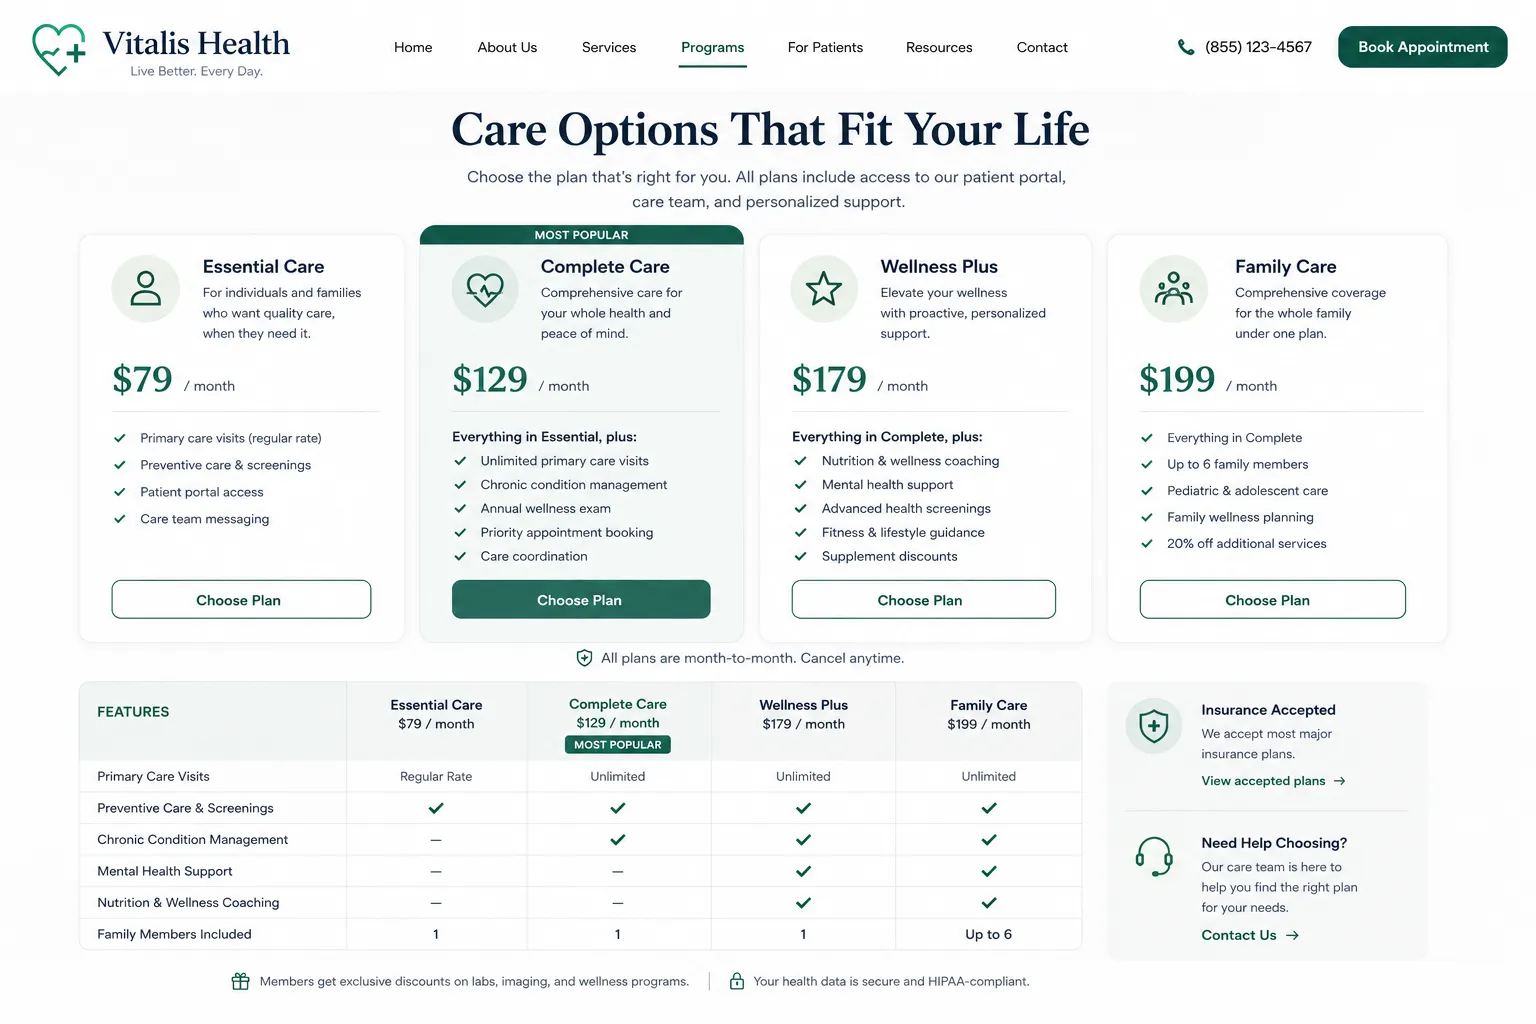 Vitalis Health
Live Better. Every Day.
Home
About Us
Services
Programs
For Patients
Resources
Contact
(855) 123-4567
Book Appointment
Care Options That Fit Your Life
Choose the plan that's right for you. All plans include access to our patient portal,
care team, and personalized support.
Essential Care
For individuals and families
who want quality care,
when they need it.
$79 / month
Primary care visits (regular rate)
Preventive care & screenings
Patient portal access
Care team messaging
Choose Plan
MOST POPULAR
Complete Care
Comprehensive care for
your whole health and
peace of mind.
$129 / month
Everything in Essential, plus:
Unlimited primary care visits
Chronic condition management
Annual wellness exam
Priority appointment booking
Care coordination
Choose Plan
Wellness Plus
Elevate your wellness
with proactive, personalized
support.
$179 / month
Everything in Complete, plus:
Nutrition & wellness coaching
Mental health support
Advanced health screenings
Fitness & lifestyle guidance
Supplement discounts
Choose Plan
Family Care
Comprehensive coverage
for the whole family
under one plan.
$199 / month
Everything in Complete
Up to 6 family members
Pediatric & adolescent care
Family wellness planning
20% off additional services
Choose Plan
All plans are month-to-month. Cancel anytime.
FEATURES
Essential Care
$79 / month
Complete Care
$129 / month
MOST POPULAR
Wellness Plus
$179 / month
Family Care
$199 / month
Primary Care Visits Regular Rate Unlimited Unlimited Unlimited
Preventive Care & Screenings ✓ ✓ ✓ ✓
Chronic Condition Management — ✓ ✓ ✓
Mental Health Support — — ✓ ✓
Nutrition & Wellness Coaching — — ✓ ✓
Family Members Included 1 1 1 Up to 6
Insurance Accepted
We accept most major
insurance plans.
View accepted plans →
Need Help Choosing?
Our care team is here to
help you find the right plan
for your needs.
Contact Us →
Members get exclusive discounts on labs, imaging, and wellness programs.
Your health data is secure and HIPAA-compliant.